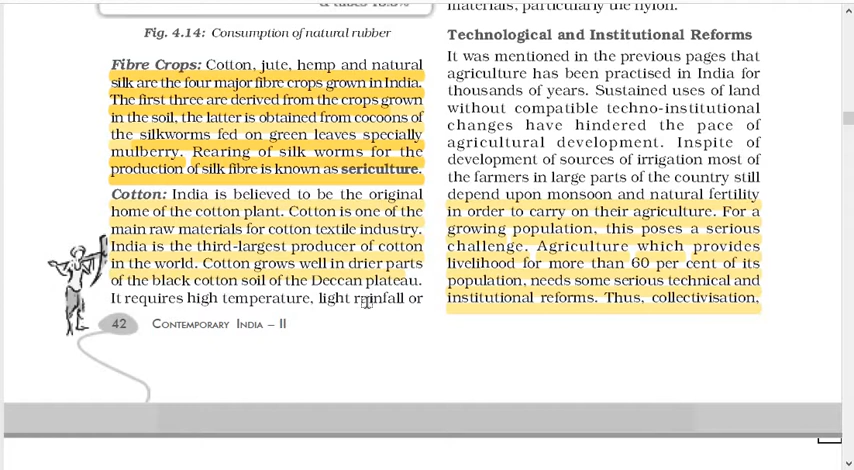 Fig. 4.14: Consumption of natural rubber
Fibre Crops: Cotton, jute, hemp and natural
silk are the four major fibre crops grown in India.
The first three are derived from the crops grown
in the soil, the latter is obtained from cocoons of
the silkworms fed on green leaves specially
mulberry. Rearing of silk worms for the
production of silk fibre is known as sericulture.
Cotton: India is believed to be the original
home of the cotton plant. Cotton is one of the
main raw materials for cotton textile industry.
India is the third-largest producer of cotton
in the world. Cotton grows well in drier parts
of the black cotton soil of the Deccan plateau.
It requires high temperature, light rainfall or
42 CONTEMPORARY INDIA – II
materials, particularly the nylon.
Technological and Institutional Reforms
It was mentioned in the previous pages that
agriculture has been practised in India for
thousands of years. Sustained uses of land
without compatible techno-institutional
changes have hindered the pace of
agricultural development. Inspite of
development of sources of irrigation most of
the farmers in large parts of the country still
depend upon monsoon and natural fertility
in order to carry on their agriculture. For a
growing population, this poses a serious
challenge. Agriculture which provides
livelihood for more than 60 per cent of its
population, needs some serious technical and
institutional reforms. Thus, collectivisation,